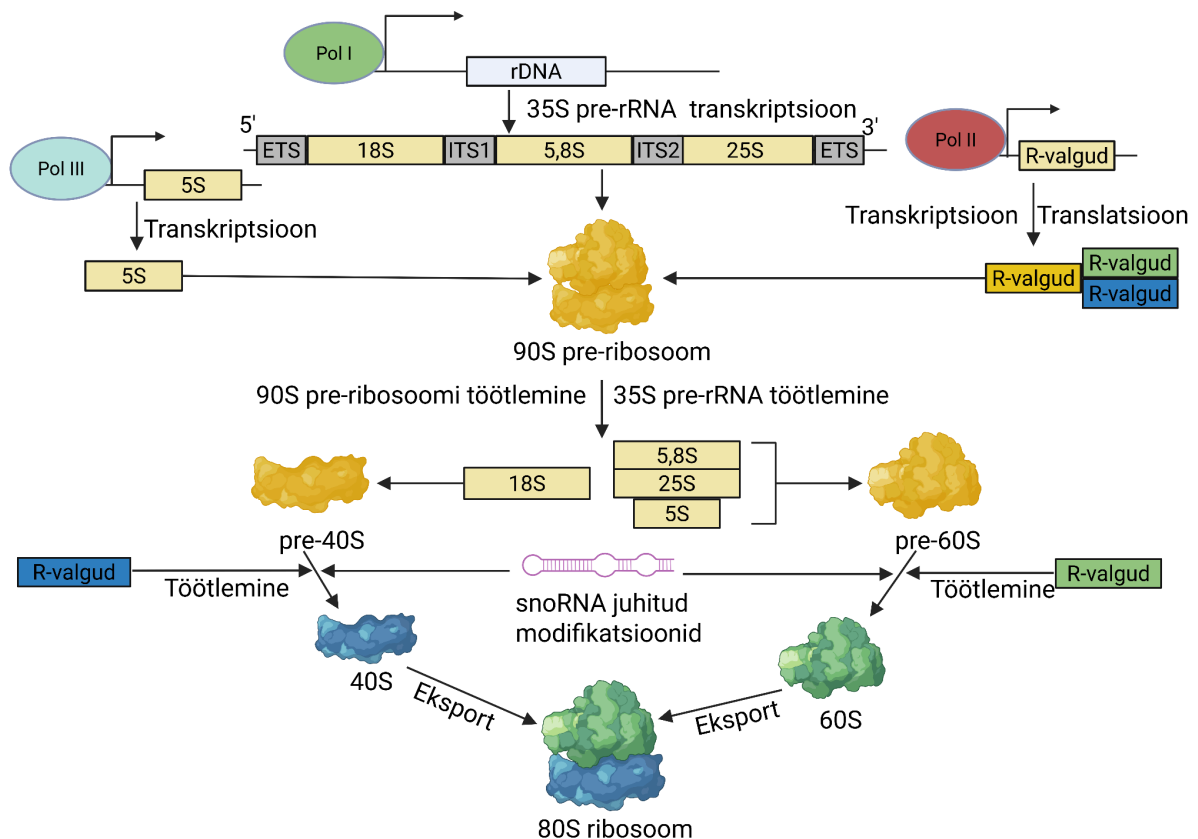 Pol I
rDNA
35S pre-rRNA transkriptsioon
5'
3'
ETS
18S
ITS1
5,8S
ITS2
25S
ETS
Pol III
5S
Transkriptsioon
5S
Pol II
R-valgud
Transkriptsioon
Translatsioon
R-valgud
R-valgud
R-valgud
90S pre-ribosoom
90S pre-ribosoomi töötlemine
35S pre-rRNA töötlemine
18S
5,8S
25S
5S
pre-40S
pre-60S
R-valgud
Töötlemine
snoRNA juhitud
modifikatsioonid
Töötlemine
R-valgud
40S
Eksport
60S
Eksport
80S ribosoom